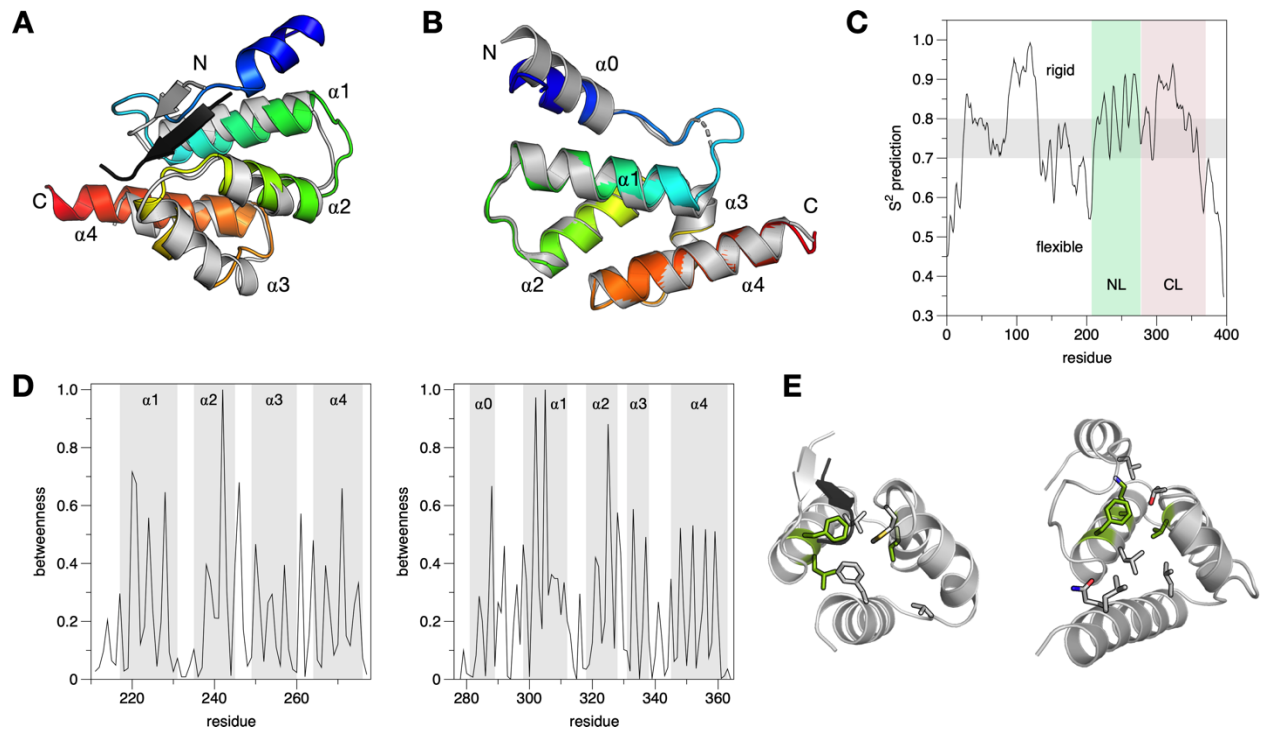 A
N
α1
C
α2
α4
α3
B
N
α0
α1
α3
C
α2
α4
C
S² prediction
1.0
0.9
0.8
0.7
0.6
0.5
0.4
0.3
rigid
flexible
NL
CL
0
100
200
300
400
residue
D
betweenness
1.0
0.8
0.6
0.4
0.2
0
α1
α2
α3
α4
220
240
260
residue
betweenness
1.0
0.8
0.6
0.4
0.2
0
α0
α1
α2
α3
α4
280
300
320
340
360
residue
E